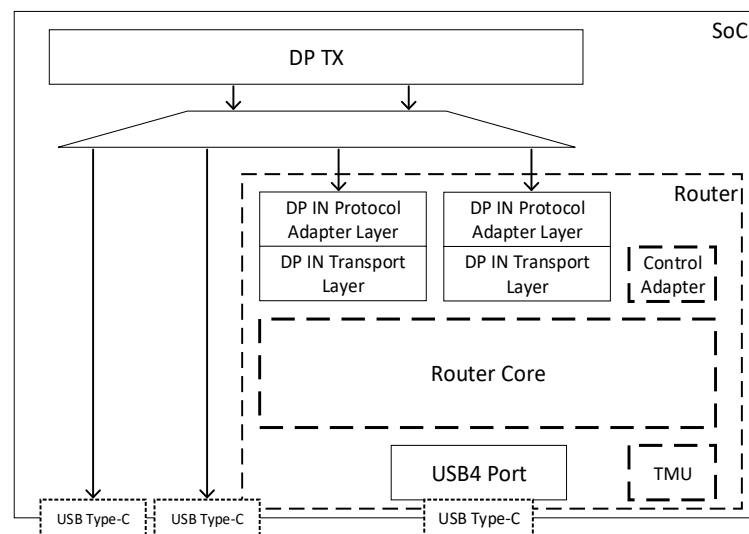 SoC
DP TX
Router
DP IN Protocol
Adapter Layer
DP IN Transport
Layer
DP IN Protocol
Adapter Layer
DP IN Transport
Layer
Control
Adapter
Router Core
USB4 Port
TMU
USB Type-C
USB Type-C
USB Type-C